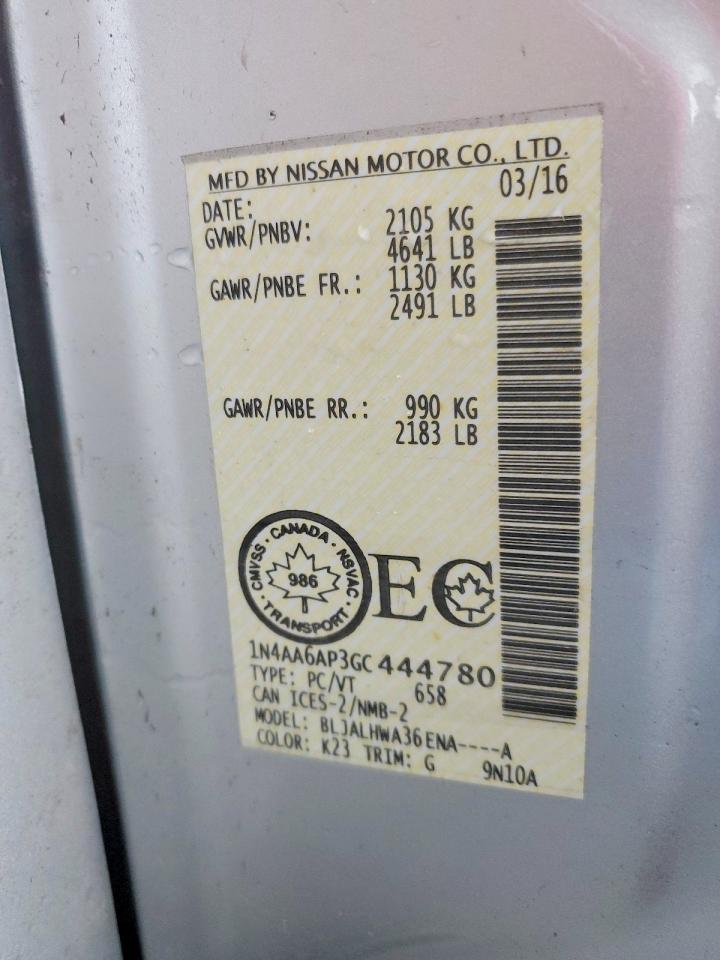 MFD BY NISSAN MOTOR CO., LTD.
DATE: 03/16
GVWR/PNBV: 2105 KG
4641 LB
GAWR/PNBE FR.: 1130 KG
2491 LB
GAWR/PNBE RR.: 990 KG
2183 LB
CMVSS · CANADA · NSVAC · TRANSPORT ·
986
EC
1N4AA6AP3GC444780
TYPE: PC/VT 658
CAN ICES-2/NMB-2
MODEL: BLJALHWA36ENA----A
COLOR: K23 TRIM: G 9N10A